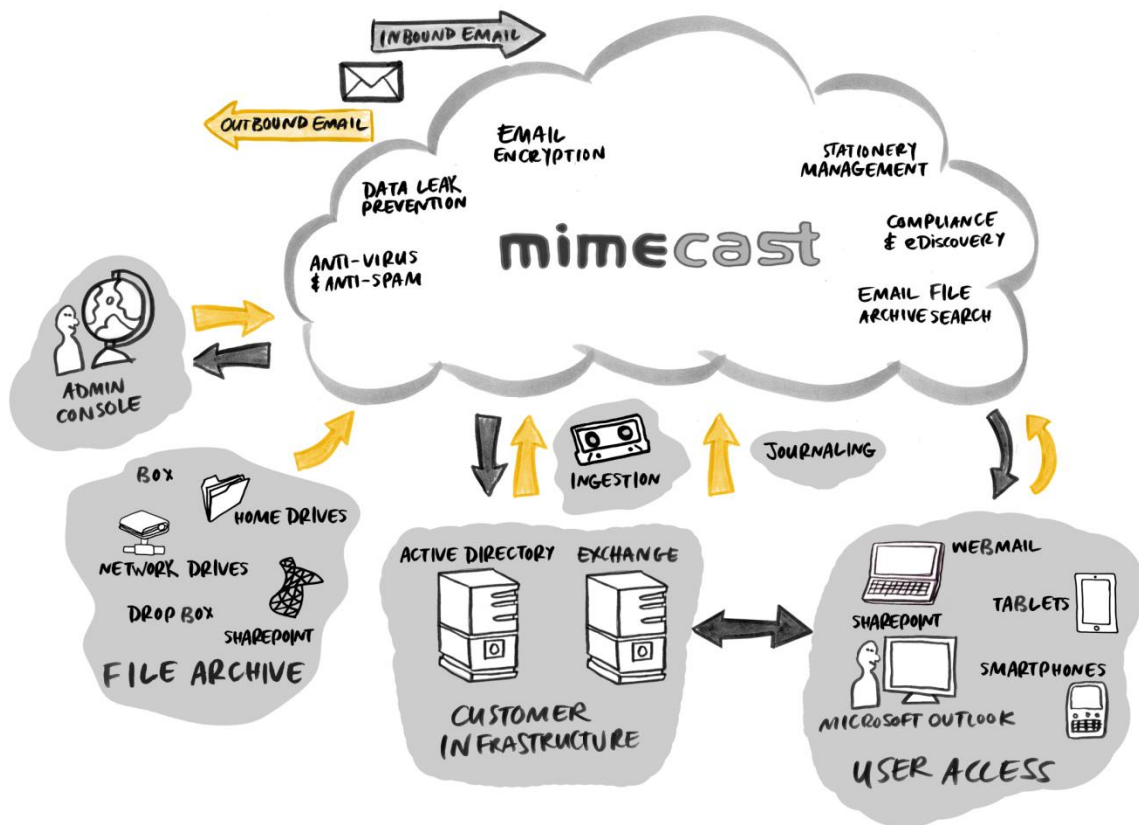 INBOUND EMAIL
OUTBOUND EMAIL
EMAIL
ENCRYPTION
STATIONERY
MANAGEMENT
DATA LEAK
PREVENTION
mimecast
COMPLIANCE
& eDISCOVERY
ANTI-VIRUS
& ANTI-SPAM
EMAIL FILE
ARCHIVE SEARCH
ADMIN
CONSOLE
INGESTION
JOURNALING
BOX
HOME DRIVES
NETWORK DRIVES
DROP BOX
SHAREPOINT
FILE ARCHIVE
ACTIVE DIRECTORY
EXCHANGE
CUSTOMER
INFRASTRUCTURE
WEBMAIL
TABLETS
SHAREPOINT
SMARTPHONES
MICROSOFT OUTLOOK
USER ACCESS